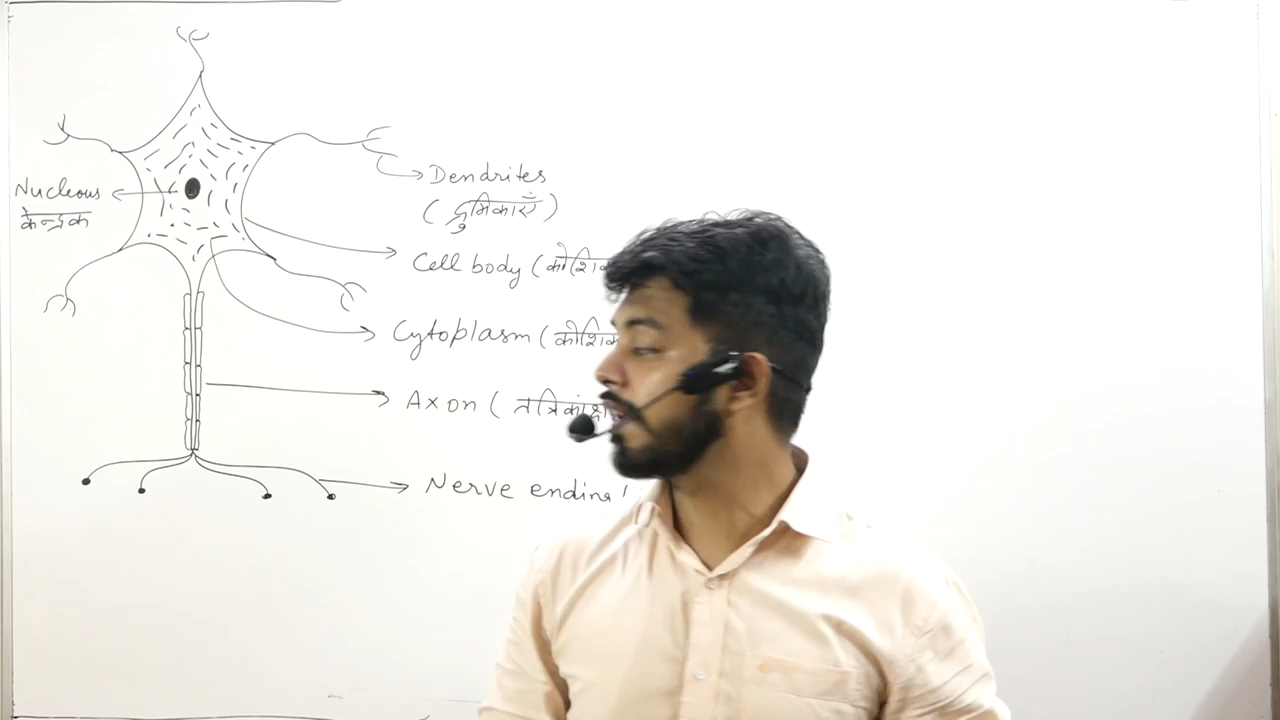 Dendrites
(द्रुमिकाएँ)
Nucleous
केन्द्रक
Cell body (
Cytoplasm (
Axon (
Nerve ending